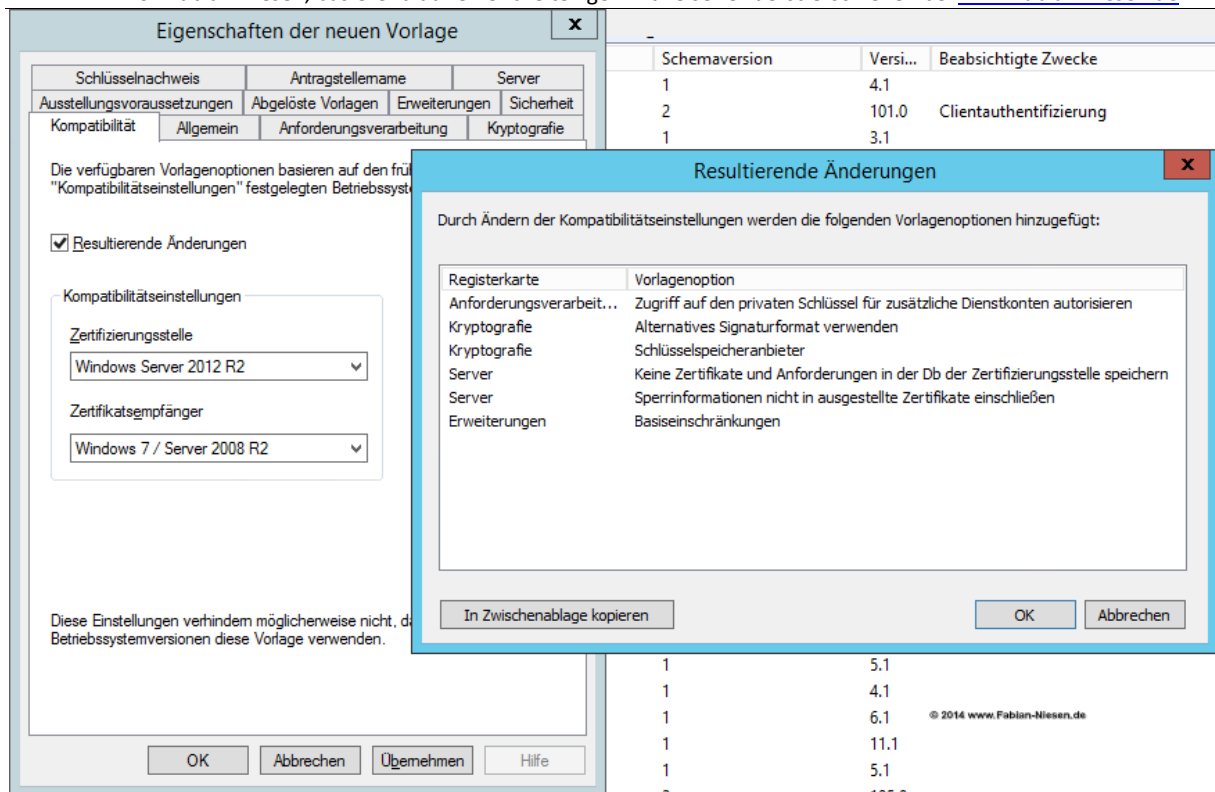 Eigenschaften der neuen Vorlage
x
Schlüsselnachweis Antragstellername Server
Ausstellungsvoraussetzungen Abgelöste Vorlagen Erweiterungen Sicherheit
Kompatibilität Allgemein Anforderungsverarbeitung Kryptografie
Die verfügbaren Vorlagenoptionen basieren auf den
"Kompatibilitätseinstellungen" festgelegten
Resultierende Änderungen
Kompatibilitätseinstellungen
Zertifizierungsstelle
Windows Server 2012 R2
Zertifikatsempfänger
Windows 7 / Server 2008 R2
Diese Einstellungen verhindern möglicherweise nicht,
Betriebssystemversionen diese Vorlage verwenden.
OK Abbrechen Übernehmen Hilfe
Schemaversion Versi... Beabsichtigte Zwecke
1 4.1
2 101.0 Clientauthentifizierung
1 3.1
Resultierende Änderungen
x
Durch Ändern der Kompatibilitätseinstellungen werden die folgenden Vorlagenoptionen hinzugefügt:
Registerkarte Vorlagenoption
Anforderungsverarbeit... Zugriff auf den privaten Schlüssel für zusätzliche Dienstkonten autorisieren
Kryptografie Alternatives Signaturformat verwenden
Kryptografie Schlüsselspeicheranbieter
Server Keine Zertifikate und Anforderungen in der Db der Zertifizierungsstelle speichern
Server Sperrinformationen nicht in ausgestellte Zertifikate einschließen
Erweiterungen Basiseinschränkungen
In Zwischenablage kopieren OK Abbrechen
1 5.1
1 4.1
1 6.1
© 2014 www.Fabian-Niesen.de
1 11.1
1 5.1